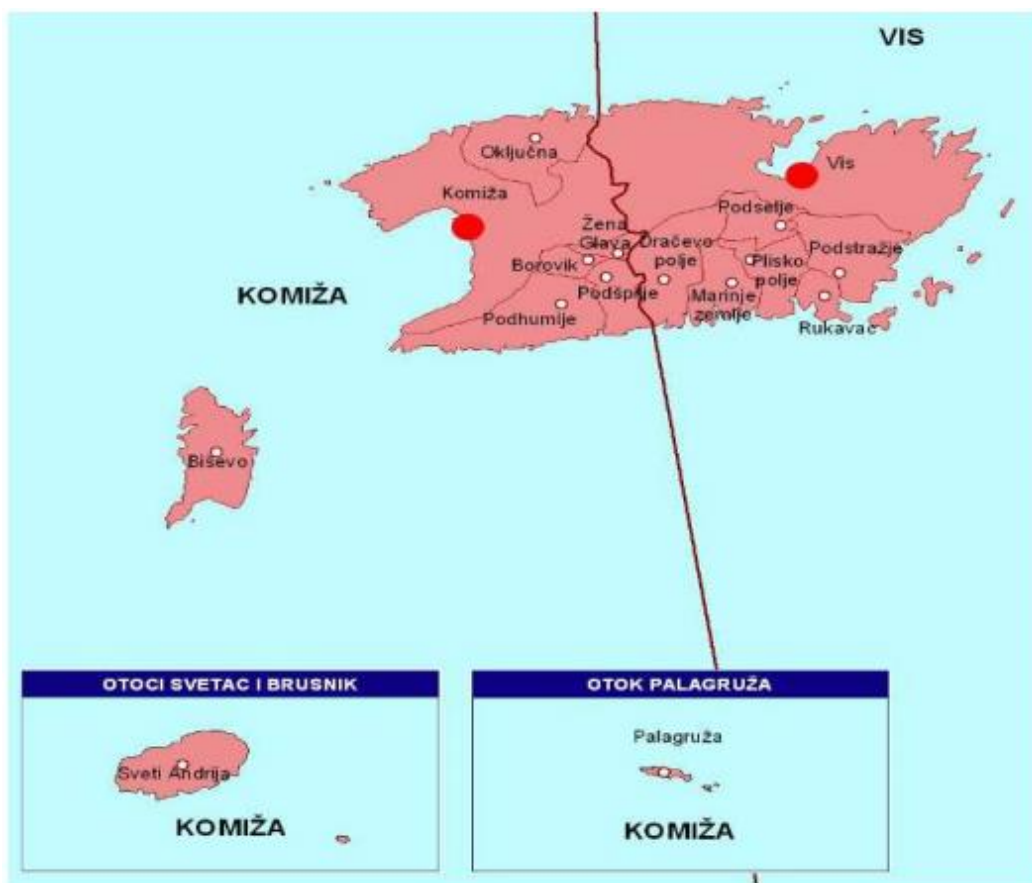 VIS
Oključna
Vis
Komiža
Podselje
Žena
Glava
Dračevo
polje
Podstražje
Borovik
Plisko
polje
KOMIŽA
Podšpilje
Marinje
zemlje
Podhumlje
Rukavac
Biševo
OTOCI SVETAC I BRUSNIK
OTOK PALAGRUŽA
Palagruža
Sveti Andrija
KOMIŽA
KOMIŽA